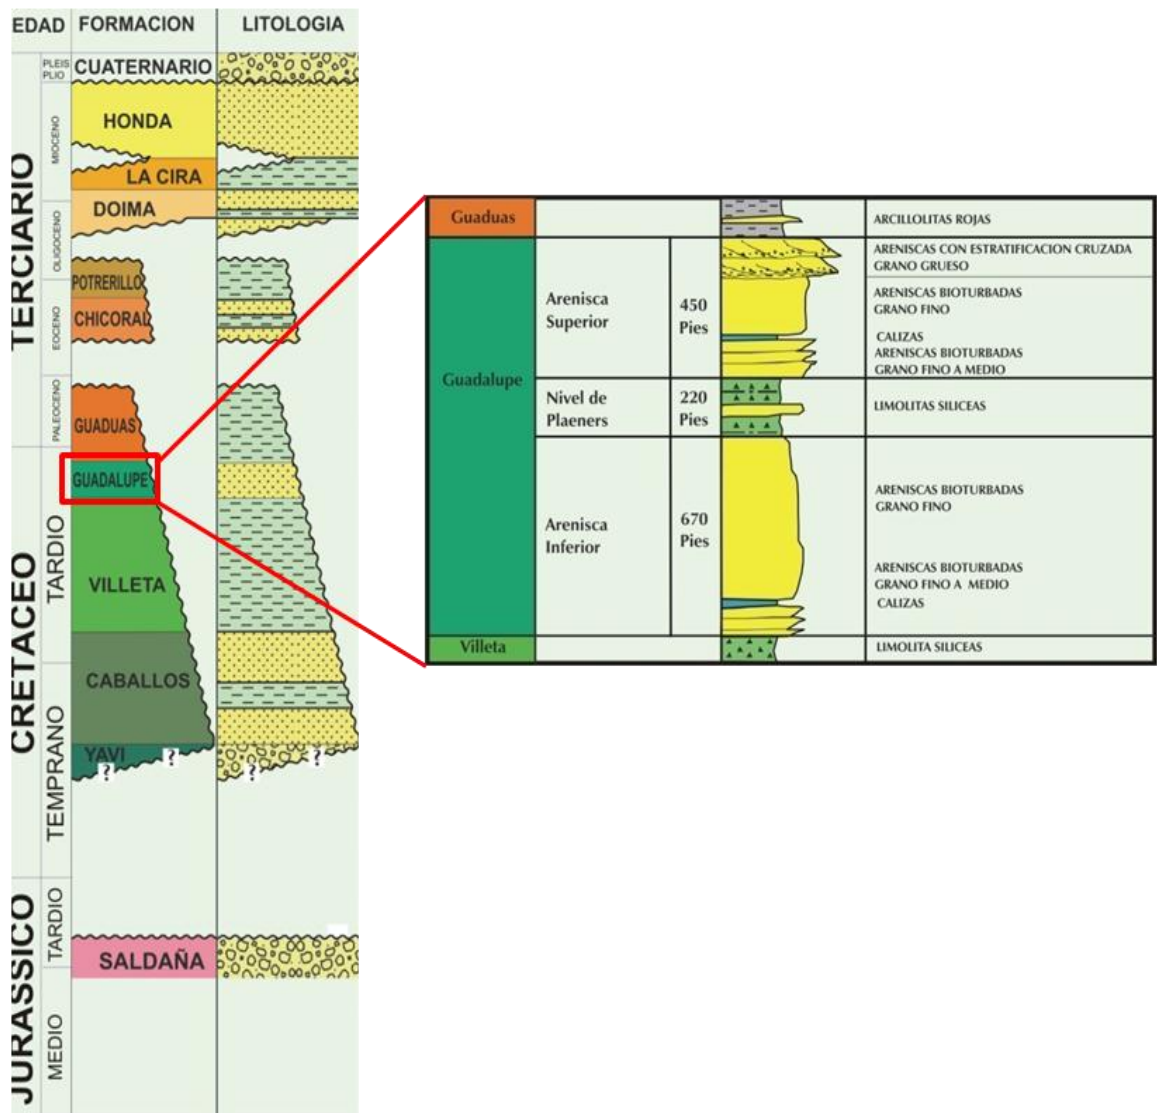 EDAD FORMACION LITOLOGIA
PLEIS
PLIO
CUATERNARIO
TERCIARIO
MIOCENO
HONDA
LA CIRA
OLIGOCENO
DOIMA
POTRERILLO
EOCENO
CHICORAL
PALEOCENO
GUADUAS
CRETACEO
TARDIO
GUADALUPE
VILLETA
TEMPRANO
CABALLOS
YAVI
? ?
? ?
JURASSICO
TARDIO
SALDAÑA
MEDIO
Guaduas
ARCILLOLITAS ROJAS
Guadalupe
Arenisca
Superior
450
Pies
ARENISCAS CON ESTRATIFICACION CRUZADA
GRANO GRUESO
ARENISCAS BIOTURBADAS
GRANO FINO
CALIZAS
ARENISCAS BIOTURBADAS
GRANO FINO A MEDIO
Nivel de
Plaeners
220
Pies
LIMOLITAS SILICEAS
Arenisca
Inferior
670
Pies
ARENISCAS BIOTURBADAS
GRANO FINO
ARENISCAS BIOTURBADAS
GRANO FINO A MEDIO
CALIZAS
Villeta
LIMOLITA SILICEAS